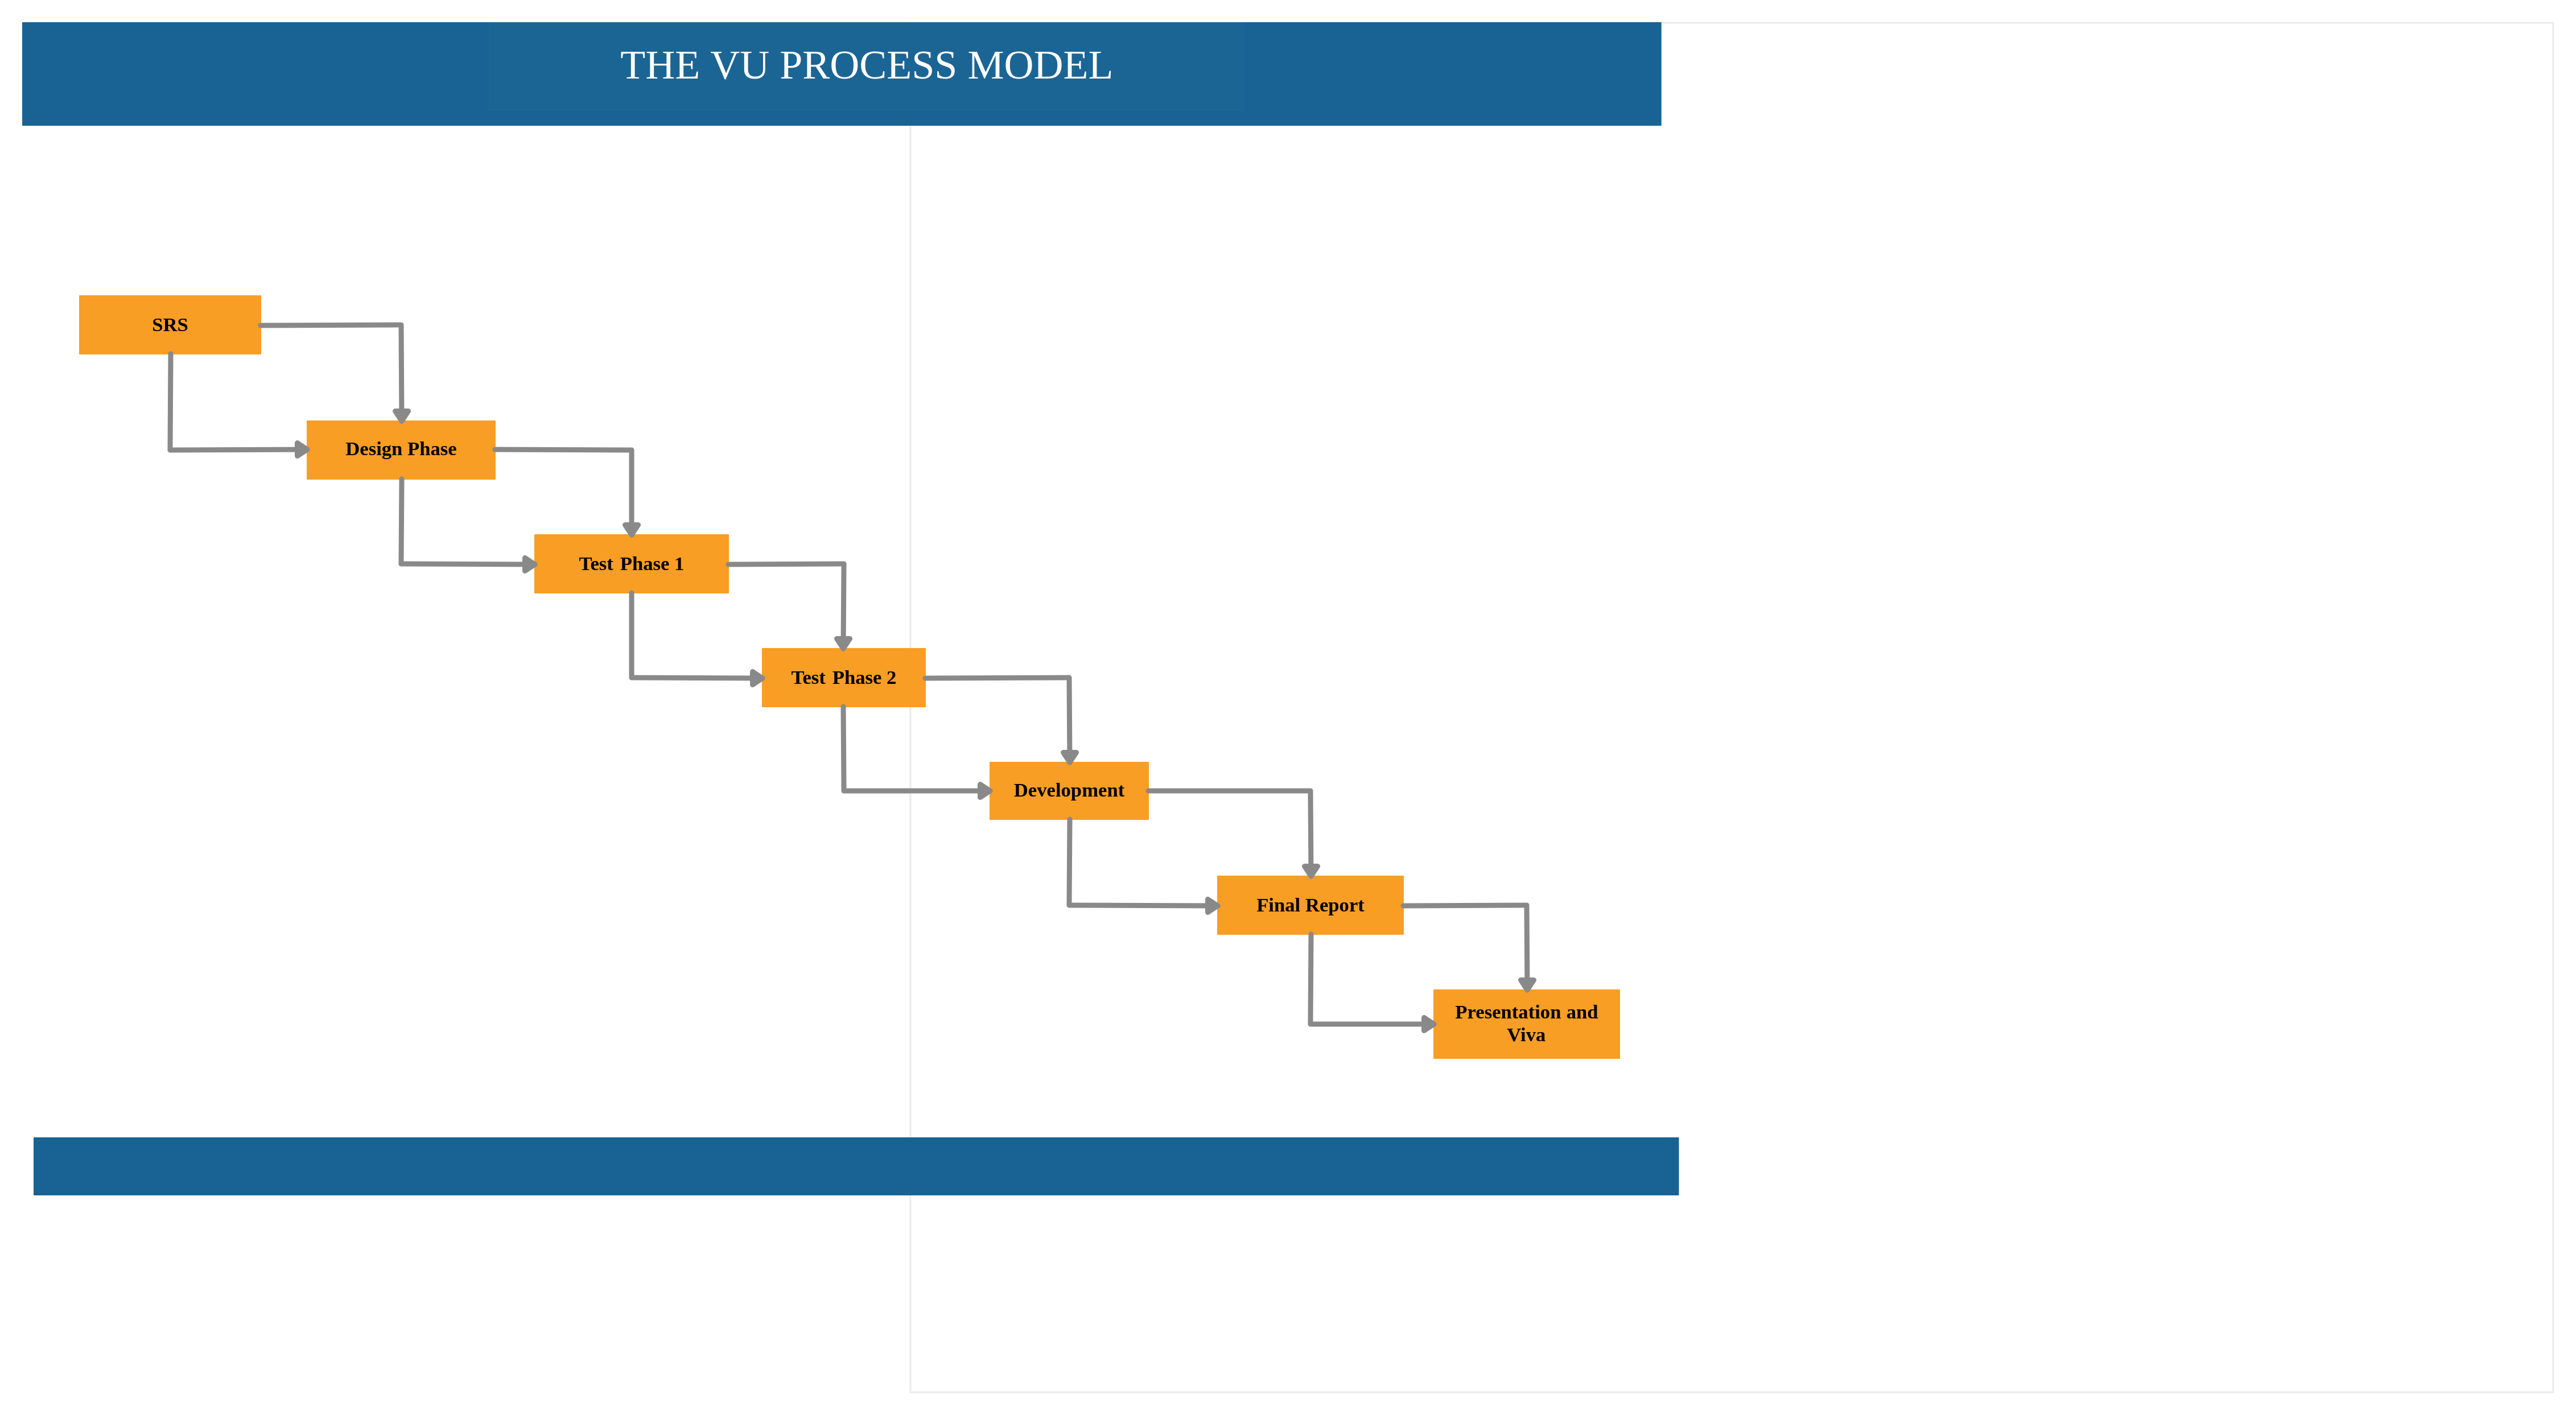 THE VU PROCESS MODEL
SRS
Design Phase
Test Phase 1
Test Phase 2
Development
Final Report
Presentation and
Viva